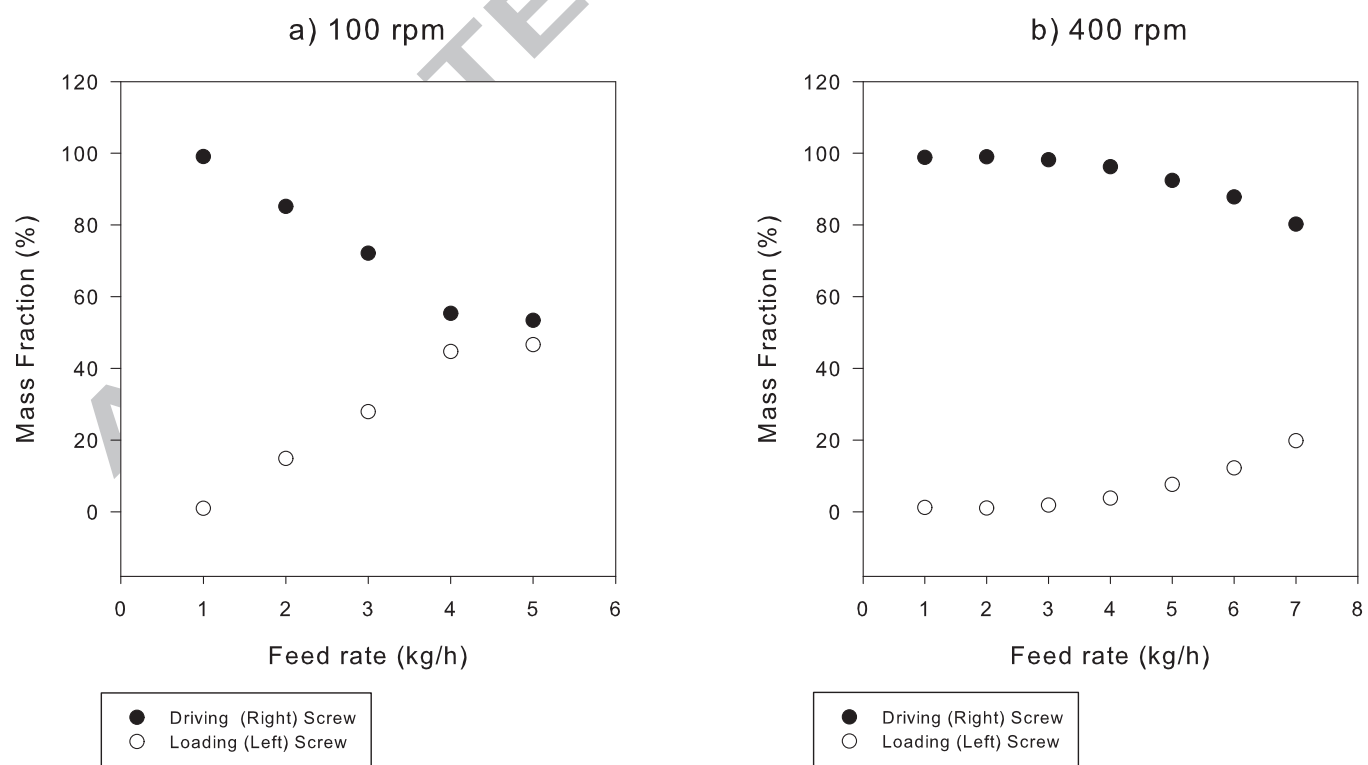 a) 100 rpm
120
100
80
60
40
20
0
Mass Fraction (%)
0 1 2 3 4 5 6
Feed rate (kg/h)
Driving (Right) Screw
Loading (Left) Screw
b) 400 rpm
120
100
80
60
40
20
0
Mass Fraction (%)
0 1 2 3 4 5 6 7 8
Feed rate (kg/h)
Driving (Right) Screw
Loading (Left) Screw